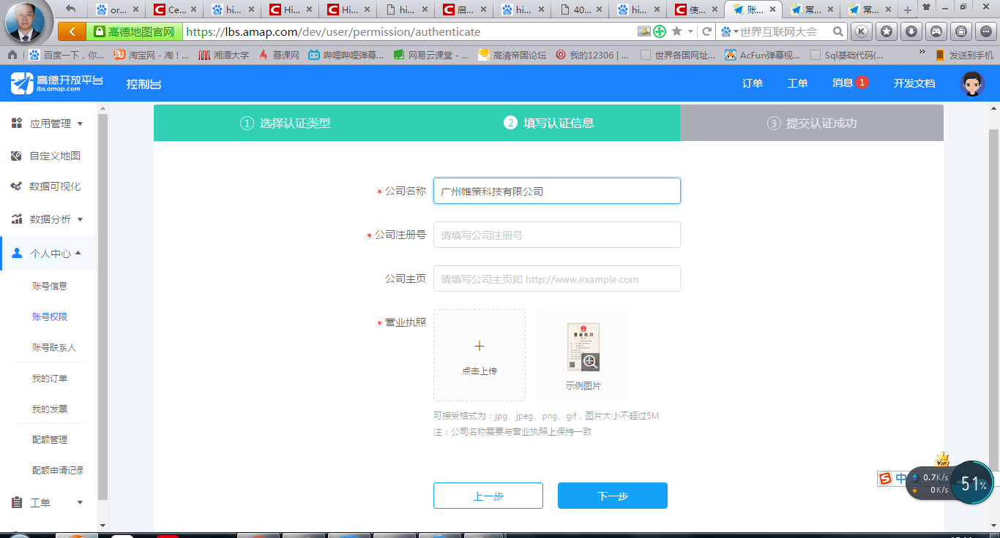 or...
Ce...
hi...
Hi...
Hi...
hi...
启...
hi...
40...
hi...
使...
账...
常...
常...
高德地图官网
https://lbs.amap.com/dev/user/permission/authenticate
世界互联网大会
百度一下，你...
淘宝网 - 淘！...
湘潭大学
慕课网
哔哩哔哩弹幕...
网易云课堂 - ...
高清帝国论坛
我的12306 | ...
世界各国网址...
AcFun弹幕视...
Sql基础代码(...
»
发送到手机
高德开放平台
lbs.amap.com
控制台
订单
工单
消息 1
开发文档
应用管理
自定义地图
数据可视化
数据分析
个人中心
账号信息
账号权限
账号联系人
我的订单
我的发票
配额管理
配额申请记录
工单
1 选择认证类型
2 填写认证信息
3 提交认证成功
* 公司名称
广州帷策科技有限公司
* 公司注册号
请填写公司注册号
公司主页
请填写公司主页如 http://www.example.com
* 营业执照
点击上传
营业执照
示例图片
可接受格式为：jpg、jpeg、png、gif，图片大小不超过5M
注：公司名称需要与营业执照上保持一致
上一步
下一步
VIP
中
0.7K/s
0K/s
51%